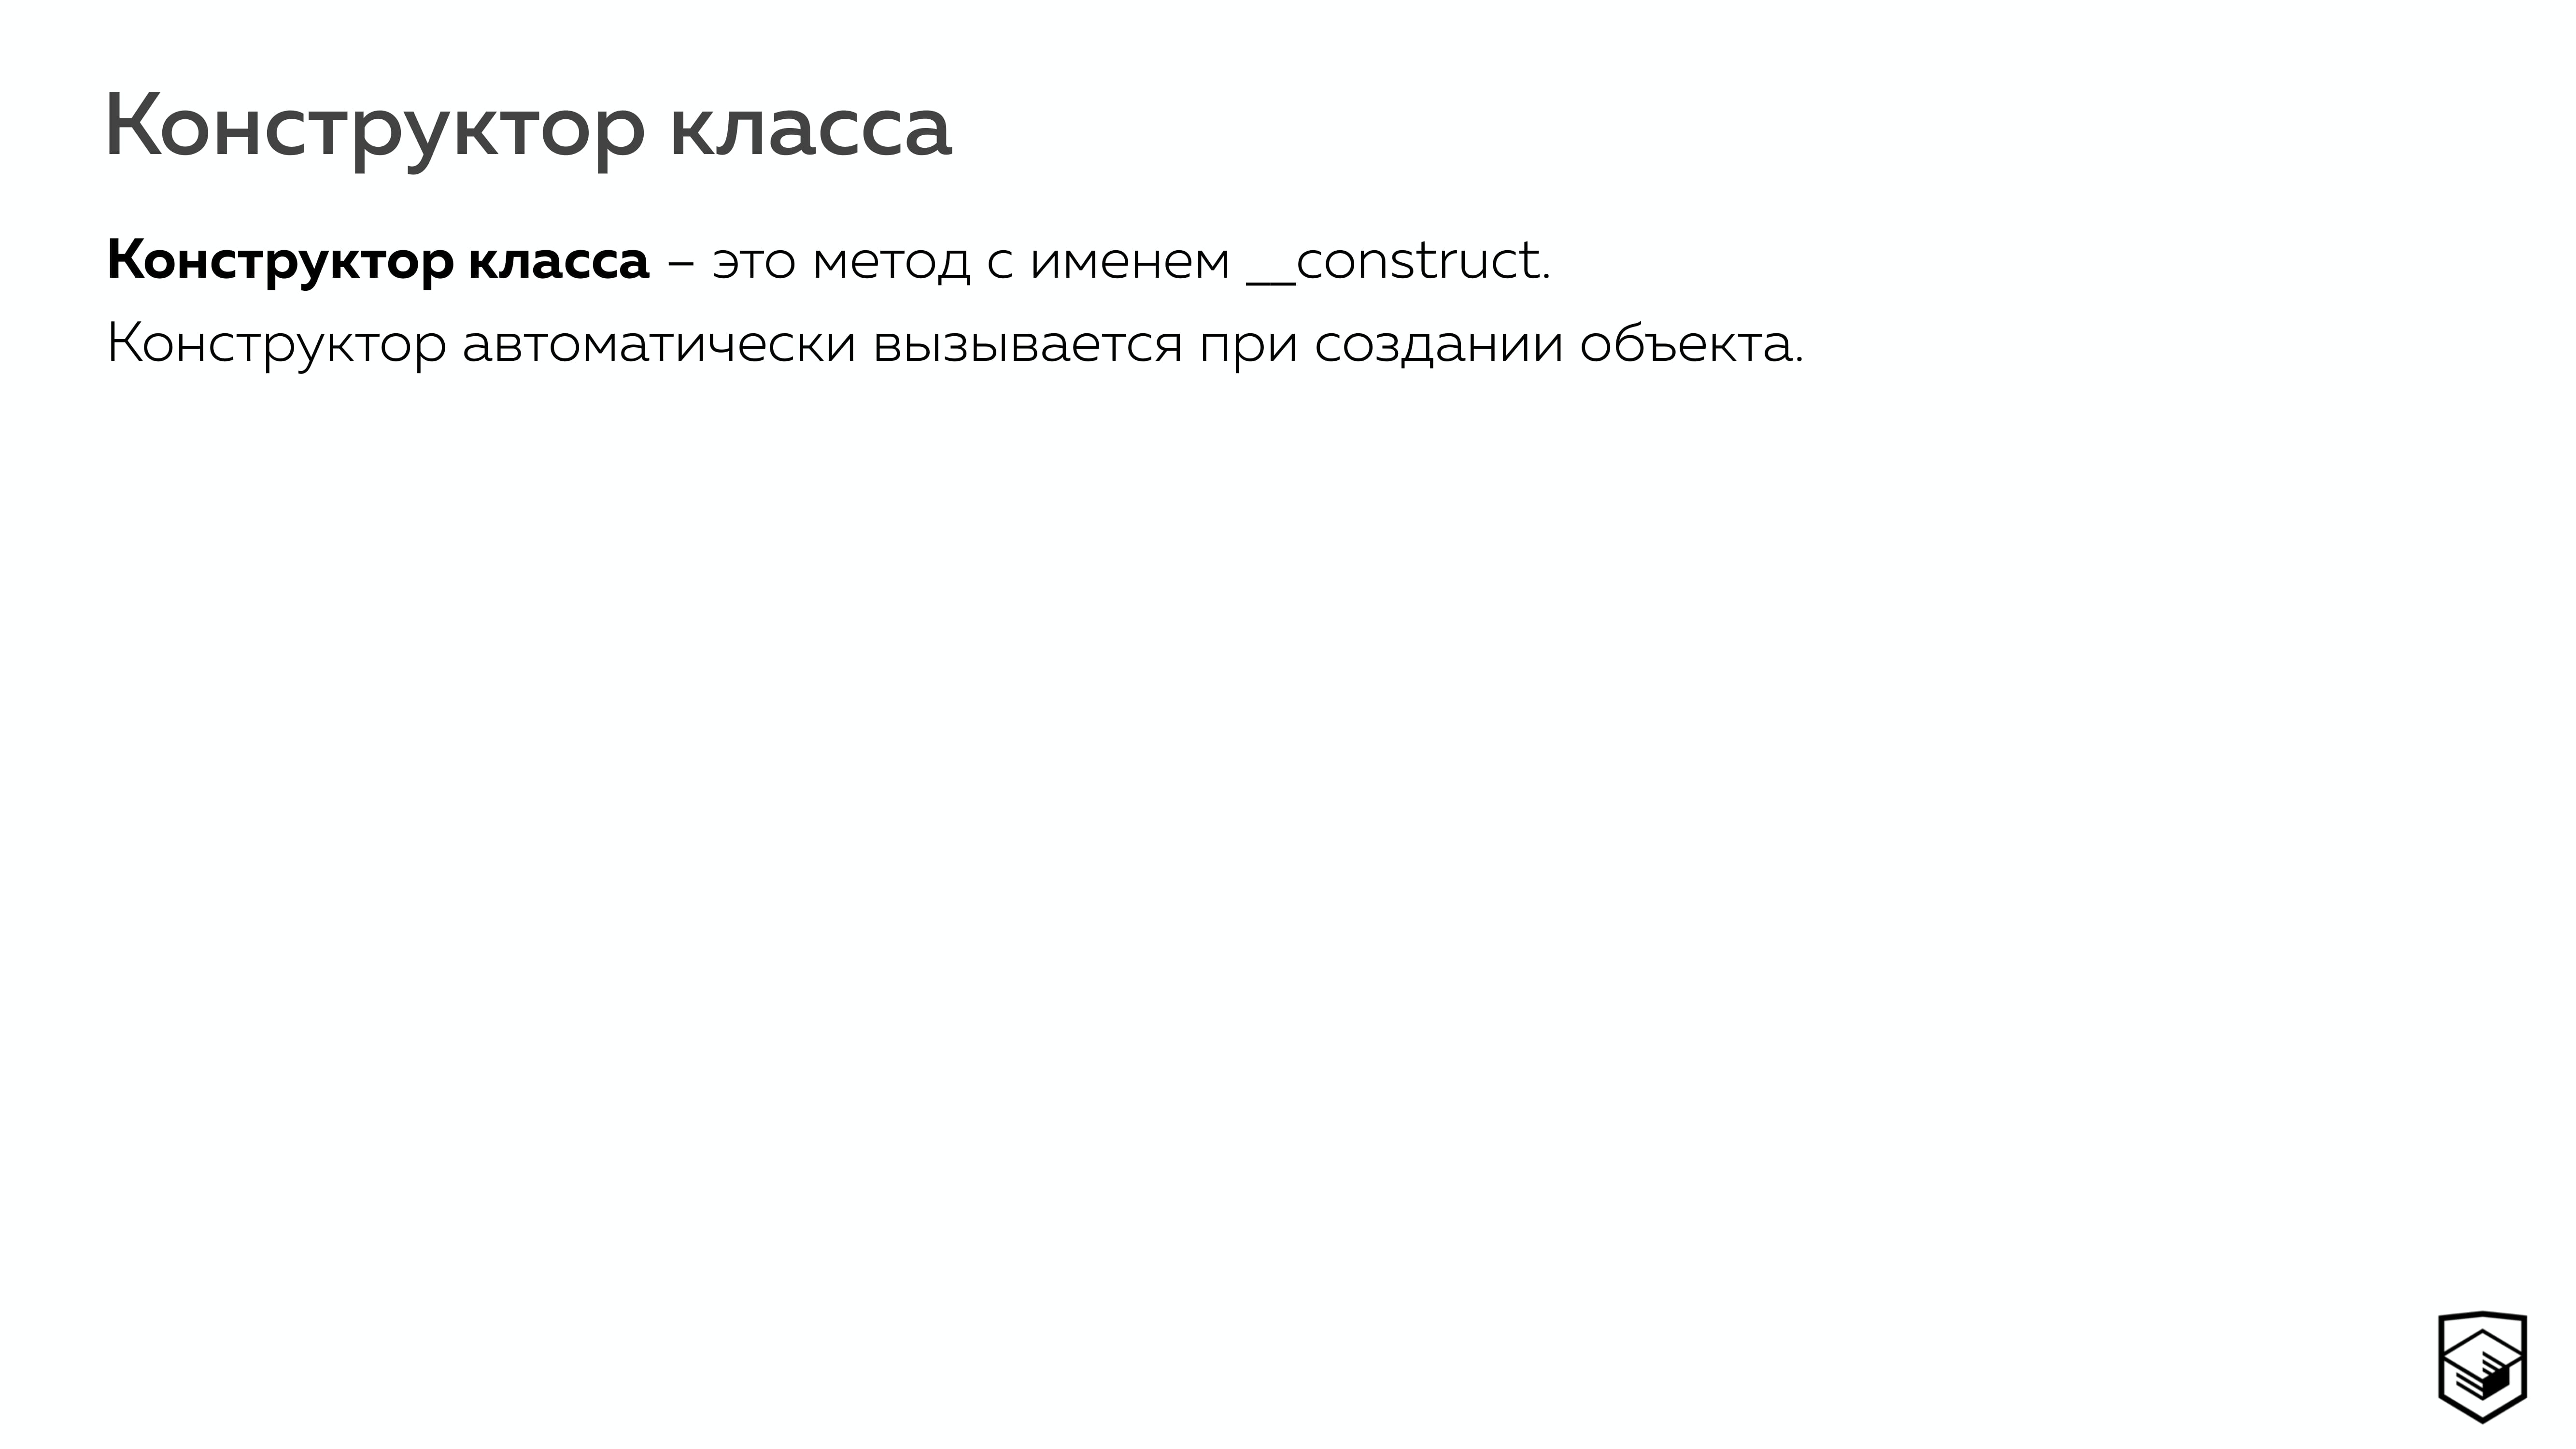 Конструктор класса
Конструктор класса – это метод с именем __construct.
Конструктор автоматически вызывается при создании объекта.